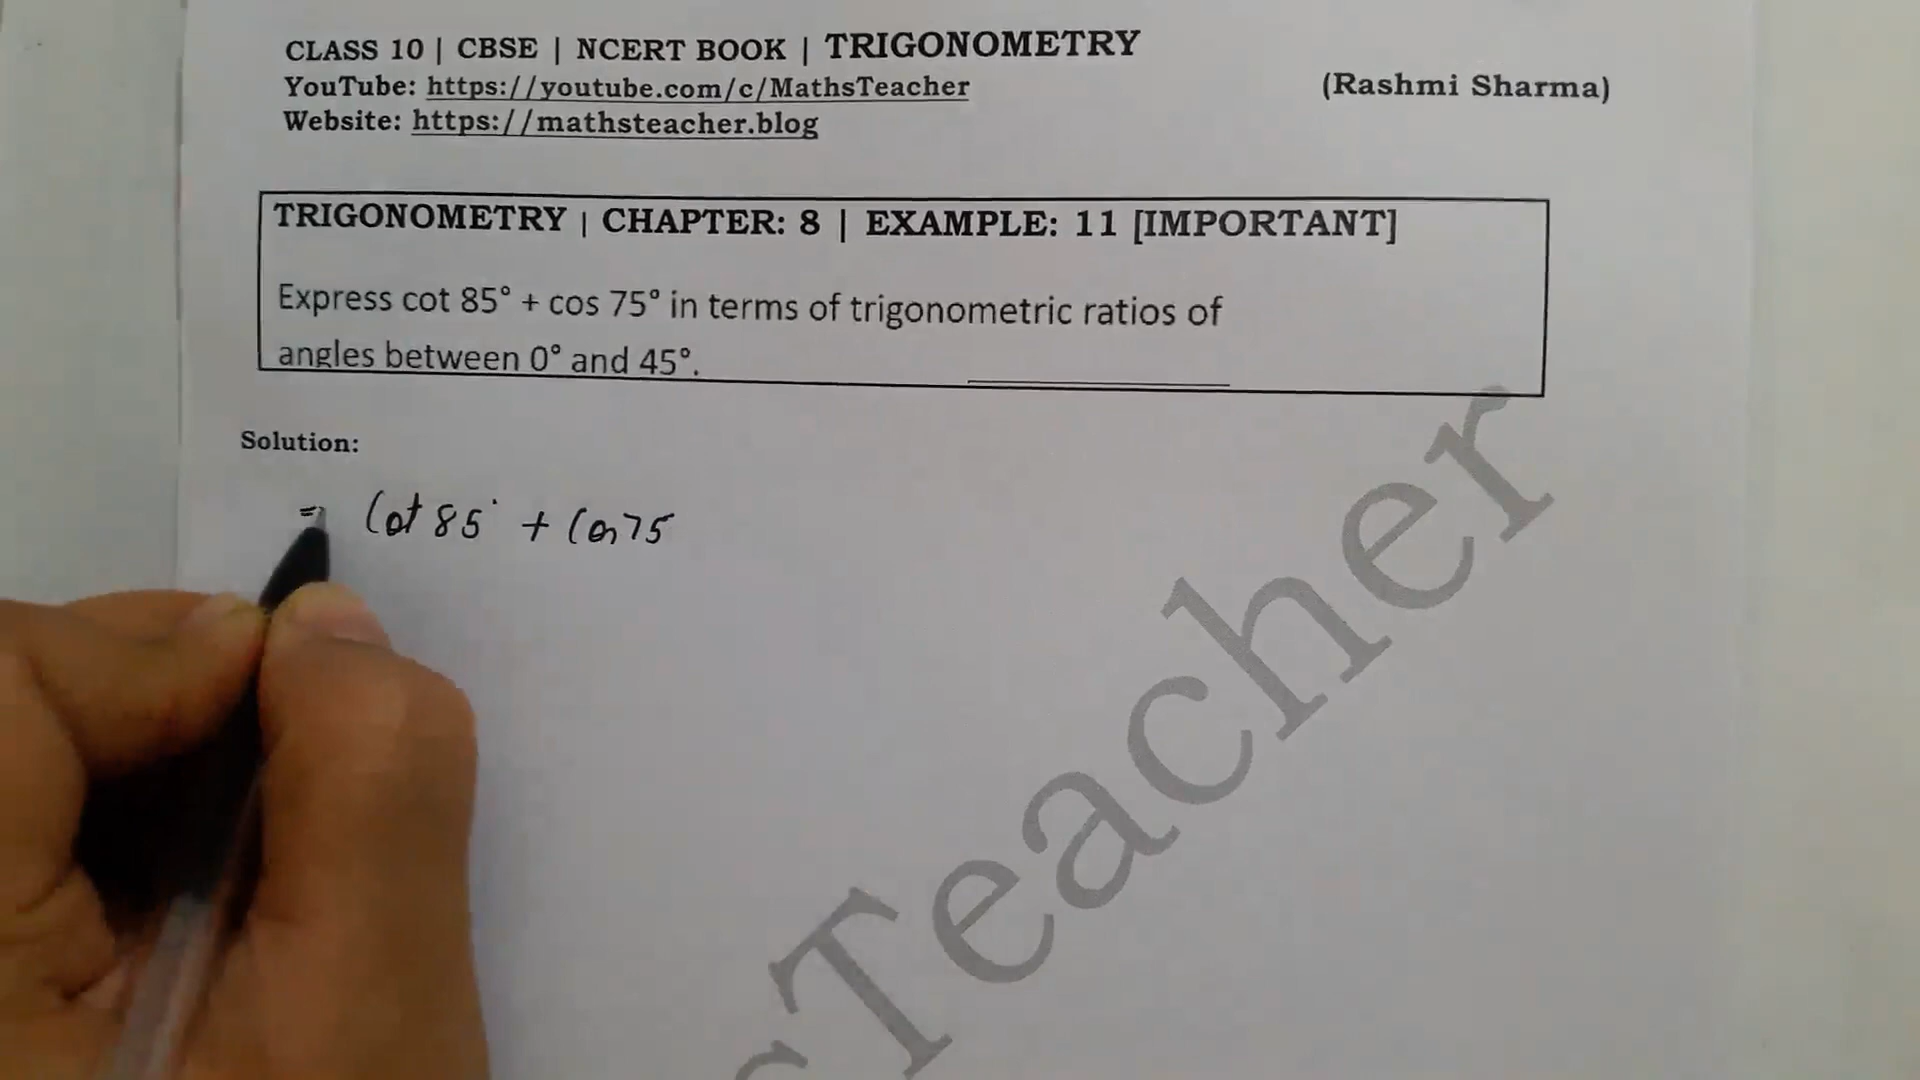 CLASS 10 | CBSE | NCERT BOOK | TRIGONOMETRY
YouTube: https://youtube.com/c/MathsTeacher
(Rashmi Sharma)
Website: https://mathsteacher.blog
TRIGONOMETRY | CHAPTER: 8 | EXAMPLE: 11 [IMPORTANT]
Express cot 85° + cos 75° in terms of trigonometric ratios of
angles between 0° and 45°.
Solution:
= Cot 85° + Cos 75
rTeacher